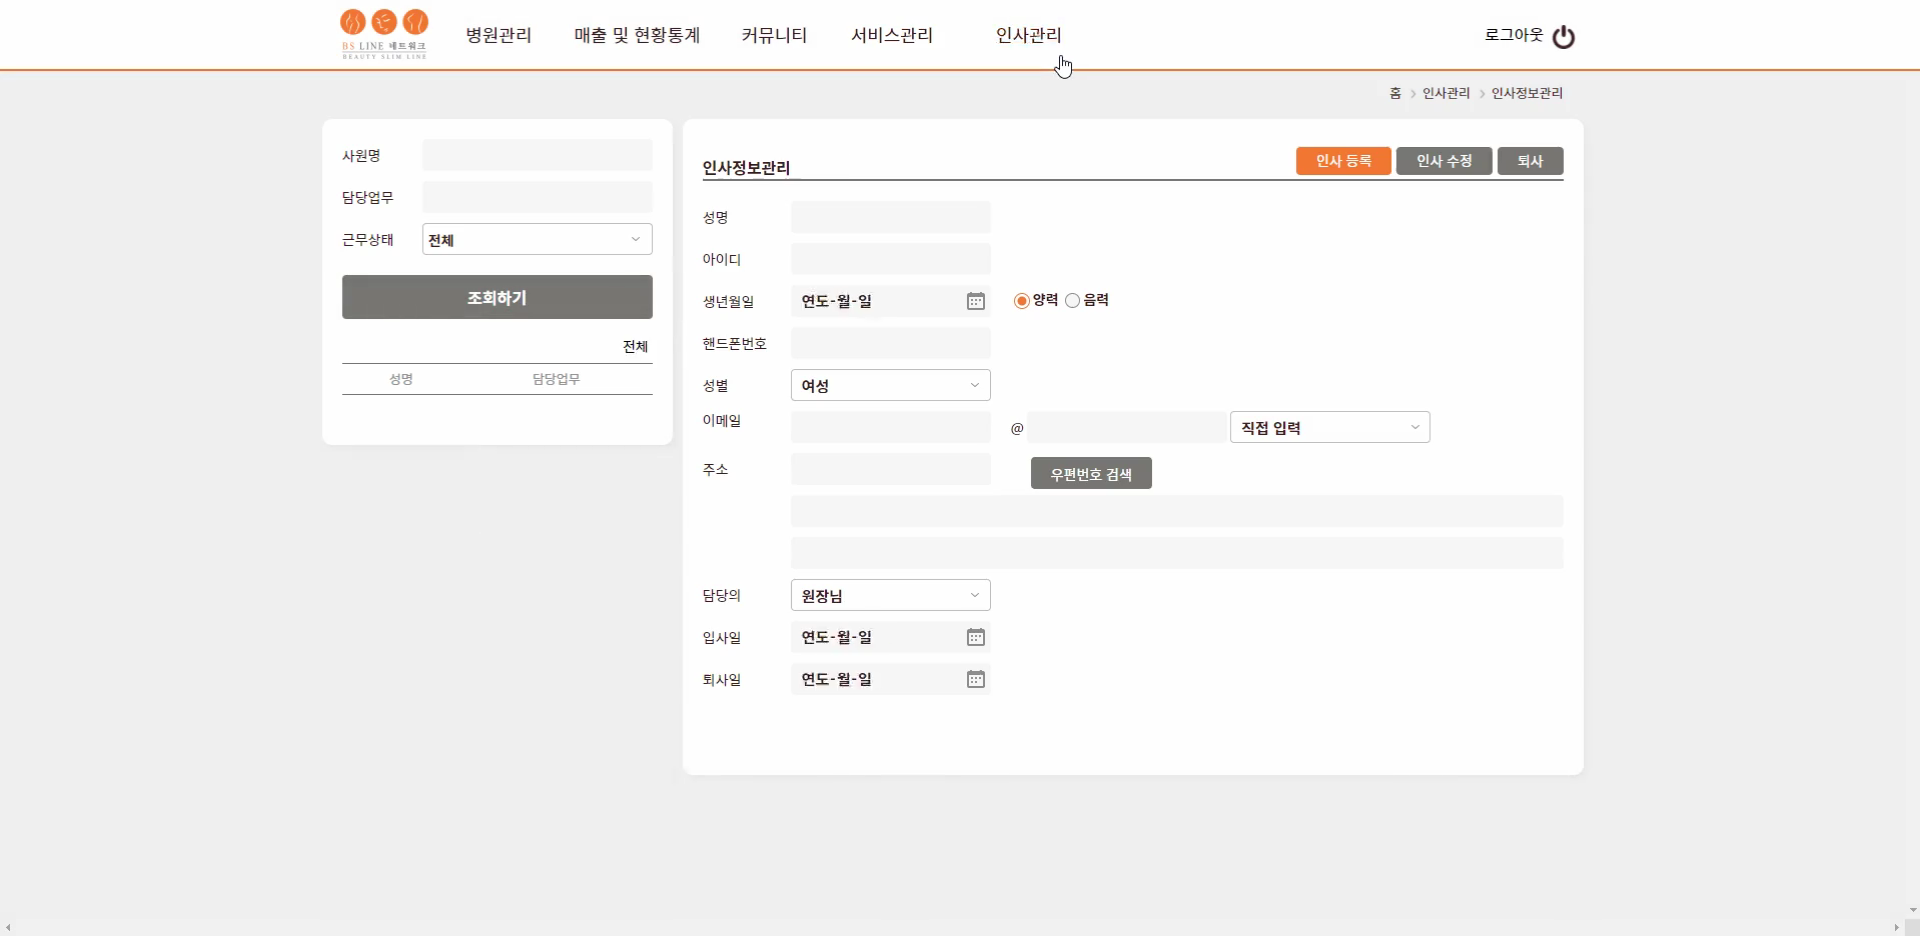 BS LINE 네트워크
BEAUTY SLIM LINE
병원관리 매출 및 현황통계 커뮤니티 서비스관리 인사관리 로그아웃
홈 > 인사관리 > 인사정보관리
사원명
담당업무
근무상태 전체
조회하기
전체
성명 담당업무
인사정보관리 인사 등록 인사 수정 퇴사
성명
아이디
생년월일 연도-월-일 양력 음력
핸드폰번호
성별 여성
이메일 @ 직접 입력
주소 우편번호 검색
담당의 원장님
입사일 연도-월-일
퇴사일 연도-월-일